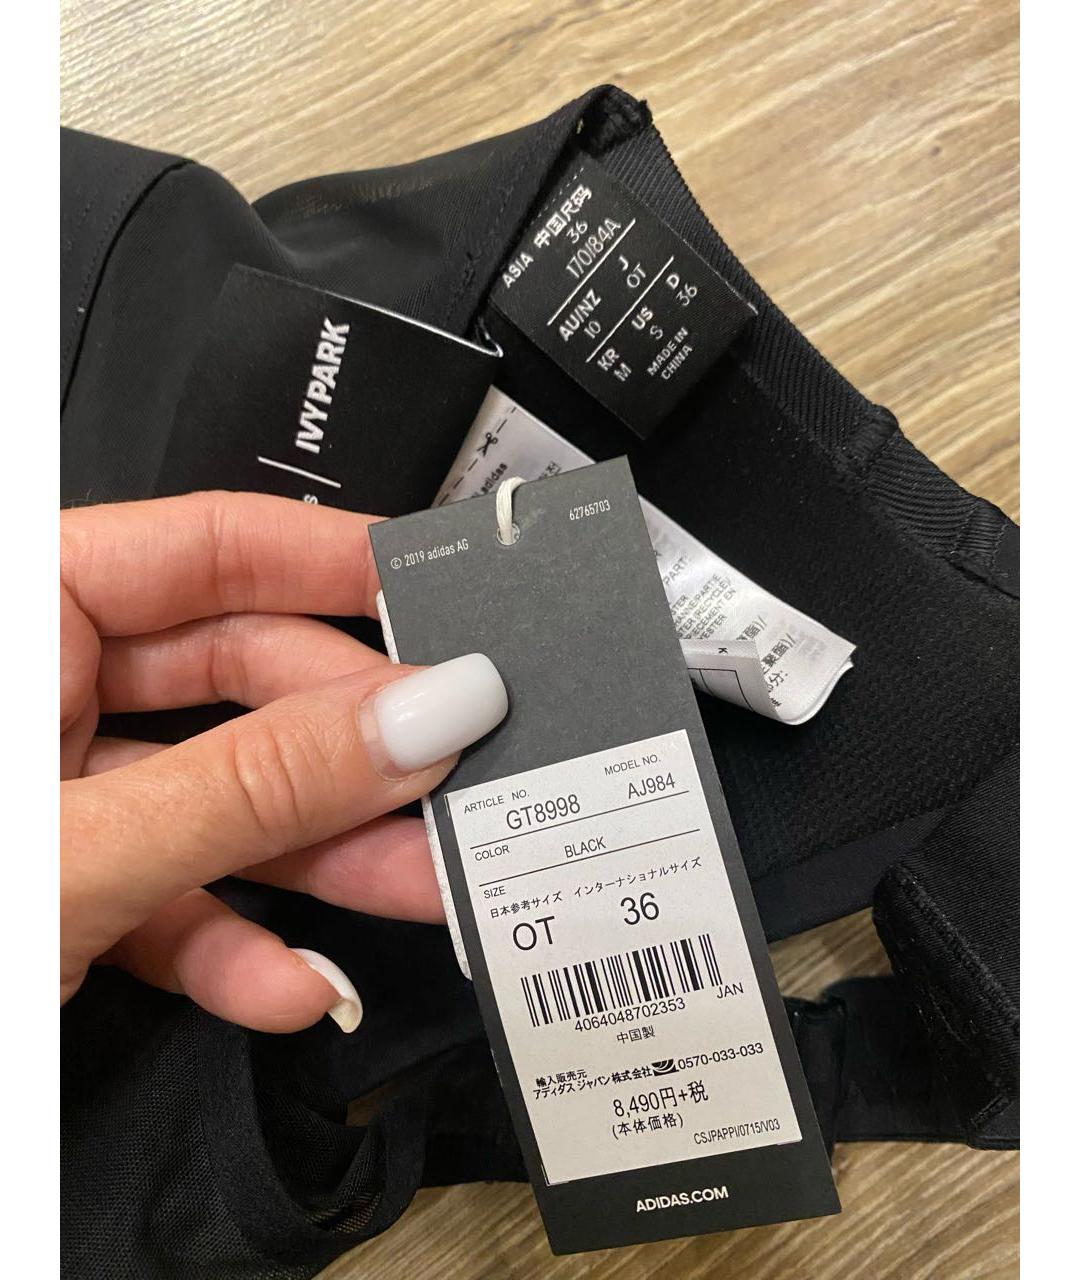 ASIA 中国尺码
36 170/84A
AU/NZ J
10 OT
KR US D
M S 36
MADE IN
CHINA
IVY PARK
adidas
© 2019 adidas AG
62765703
PART
ARTICLE NO. MODEL NO.
GT8998 AJ984
COLOR BLACK
SIZE
日本参考サイズ インターナショナルサイズ
OT 36
JAN
4064048702353
中国製
輸入販売元
アディダス ジャパン株式会社 0570-033-033
8,490円+税
(本体価格)
CSJPAPPI/0715/V03
ADIDAS.COM